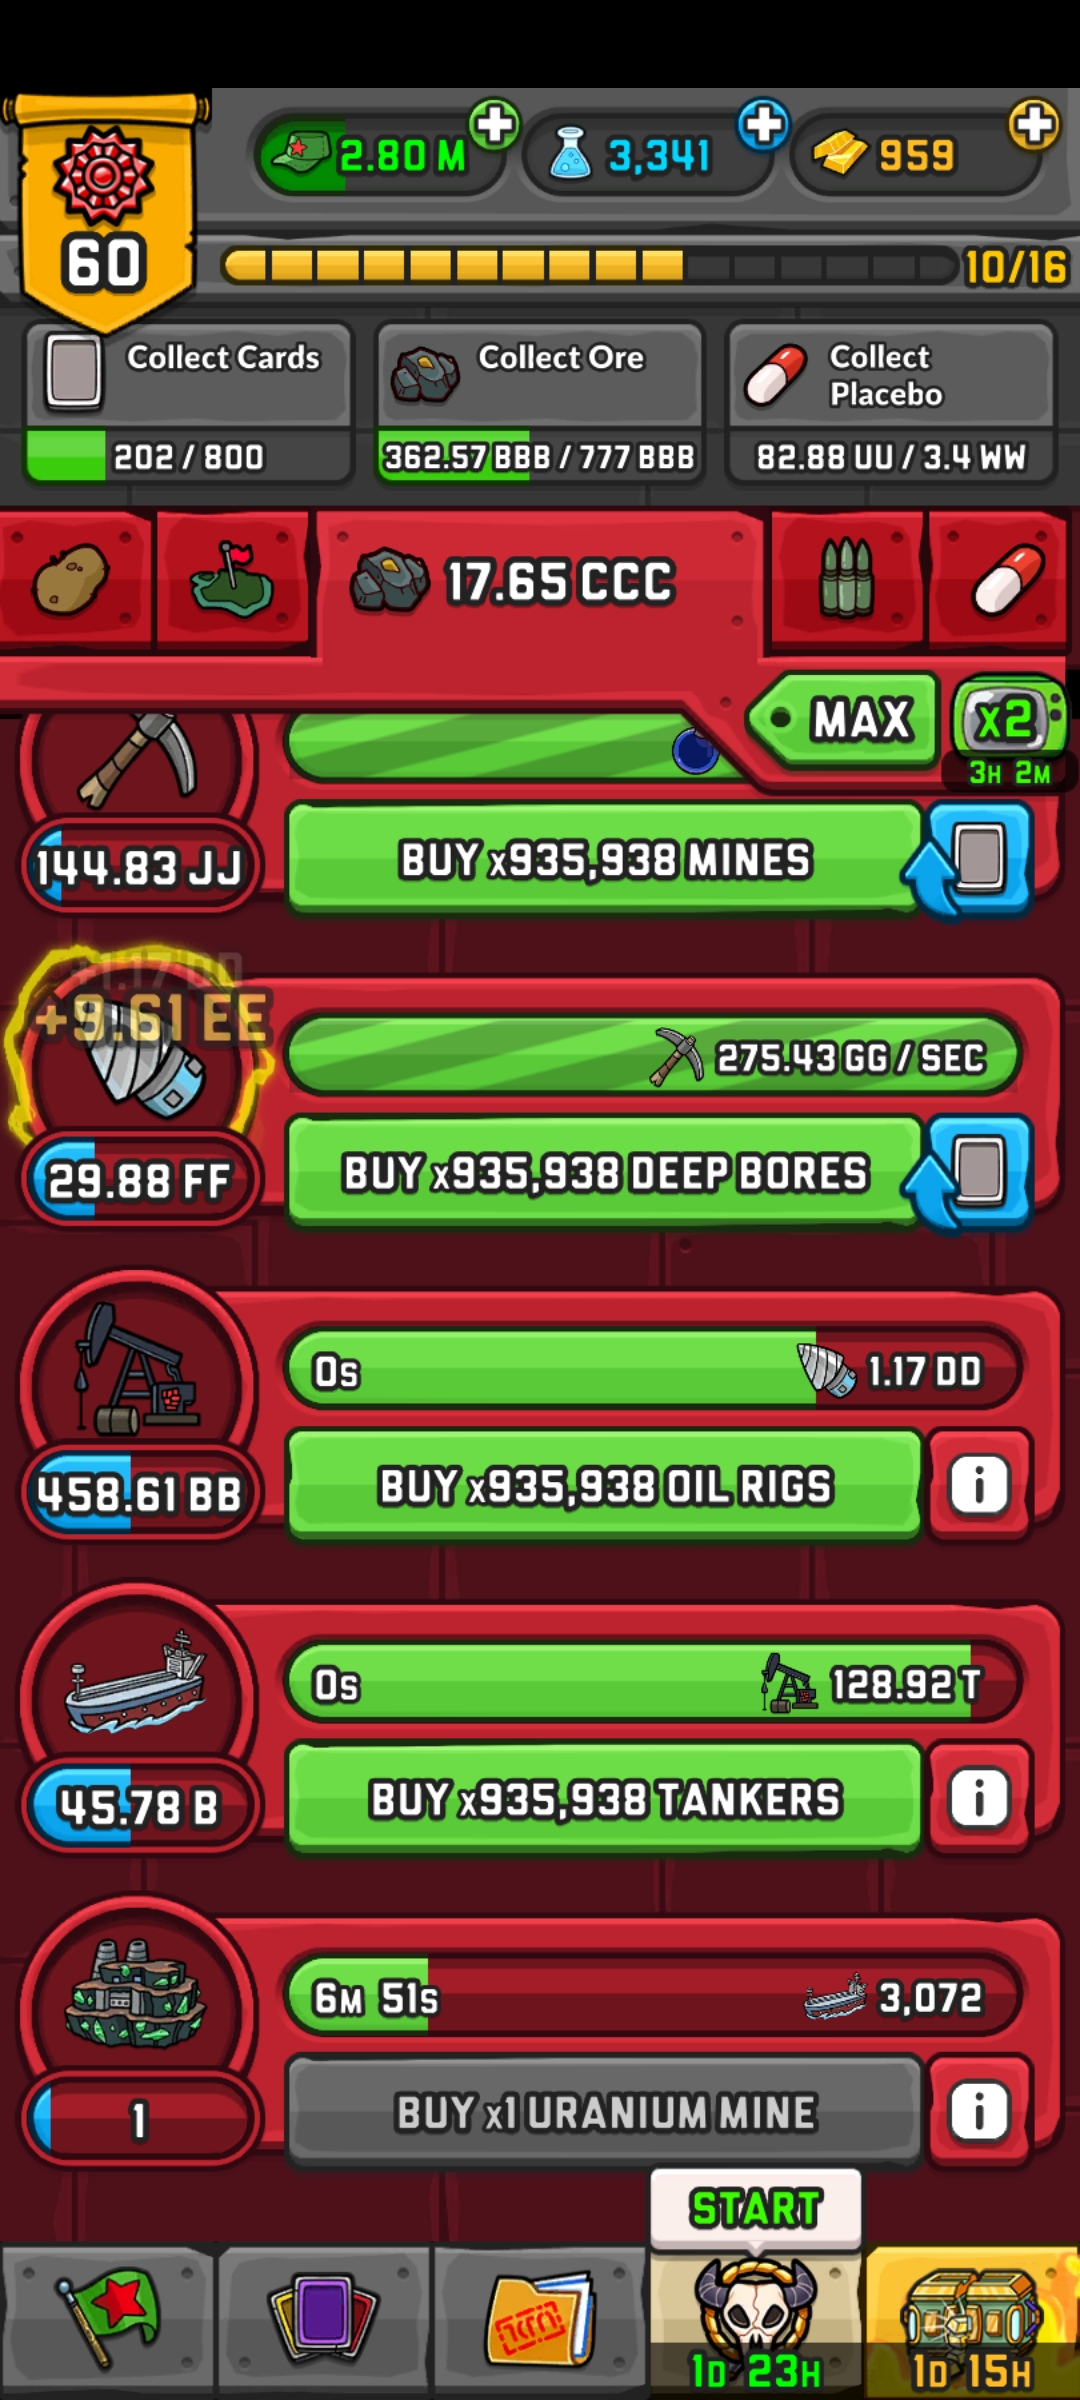 60
2.80 M
3,341
959
10/16
Collect Cards
202 / 800
Collect Ore
362.57 BBB / 777 BBB
Collect
Placebo
82.88 UU / 3.4 WW
17.65 CCC
MAX
x2
3H 2M
144.83 JJ
BUY x935,938 MINES
+1.17 DD
+9.61 EE
275.43 GG / SEC
29.88 FF
BUY x935,938 DEEP BORES
0s
1.17 DD
458.61 BB
BUY x935,938 OIL RIGS
i
0s
128.92 T
45.78 B
BUY x935,938 TANKERS
i
6M 51s
3,072
1
BUY x1 URANIUM MINE
i
START
1D 23H
1D 15H